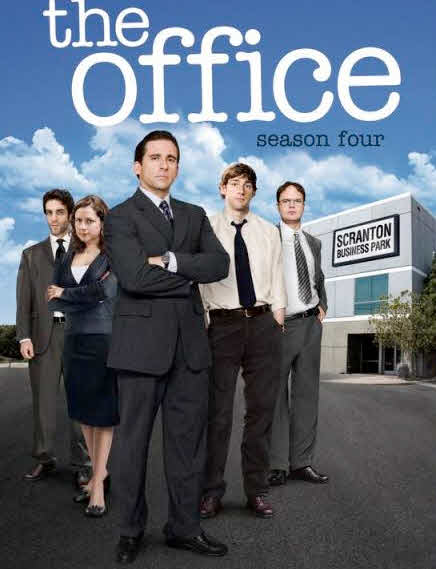 the
office
season four
SCRANTON
BUSINESS PARK